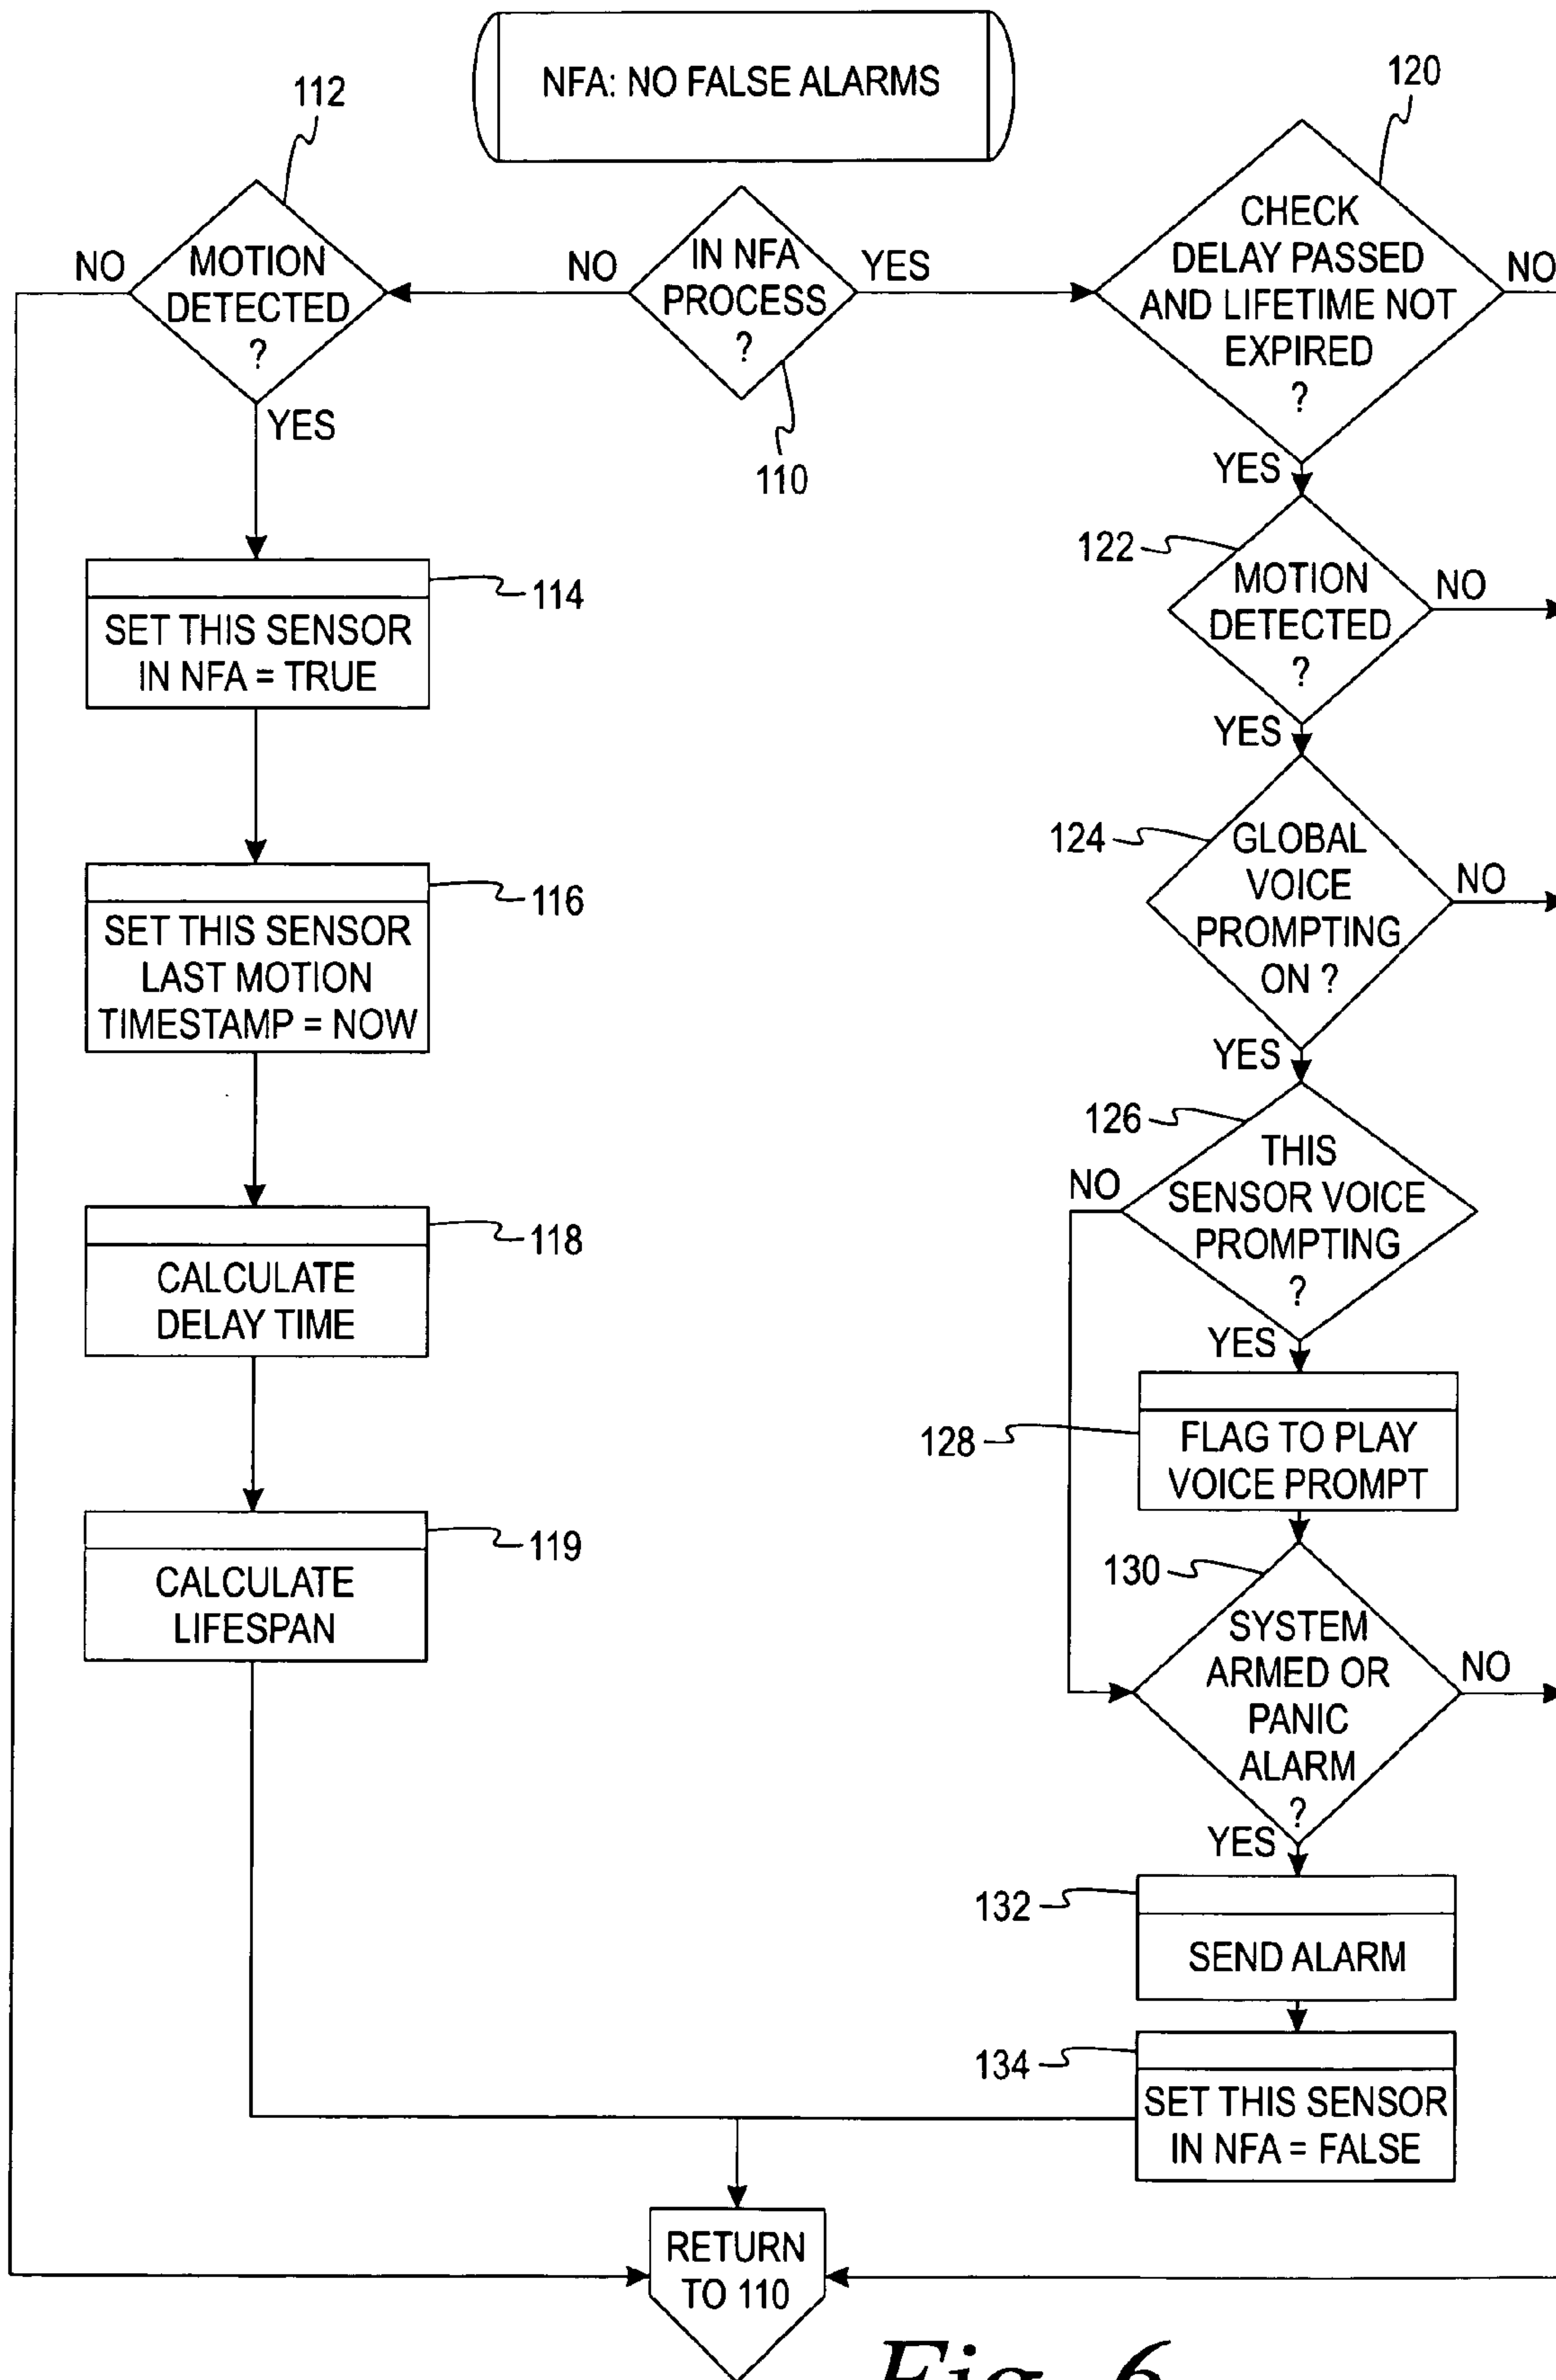 NFA: NO FALSE ALARMS
112
120
MOTION
DETECTED
?
NO
YES
IN NFA
PROCESS
?
NO
YES
110
CHECK
DELAY PASSED
AND LIFETIME NOT
EXPIRED
?
NO
YES
114
SET THIS SENSOR
IN NFA = TRUE
116
SET THIS SENSOR
LAST MOTION
TIMESTAMP = NOW
118
CALCULATE
DELAY TIME
119
CALCULATE
LIFESPAN
122
MOTION
DETECTED
?
NO
YES
124
GLOBAL
VOICE
PROMPTING
ON ?
NO
YES
126
THIS
SENSOR VOICE
PROMPTING
?
NO
YES
128
FLAG TO PLAY
VOICE PROMPT
130
SYSTEM
ARMED OR
PANIC
ALARM
?
NO
YES
132
SEND ALARM
134
SET THIS SENSOR
IN NFA = FALSE
RETURN
TO 110
Fig. 6